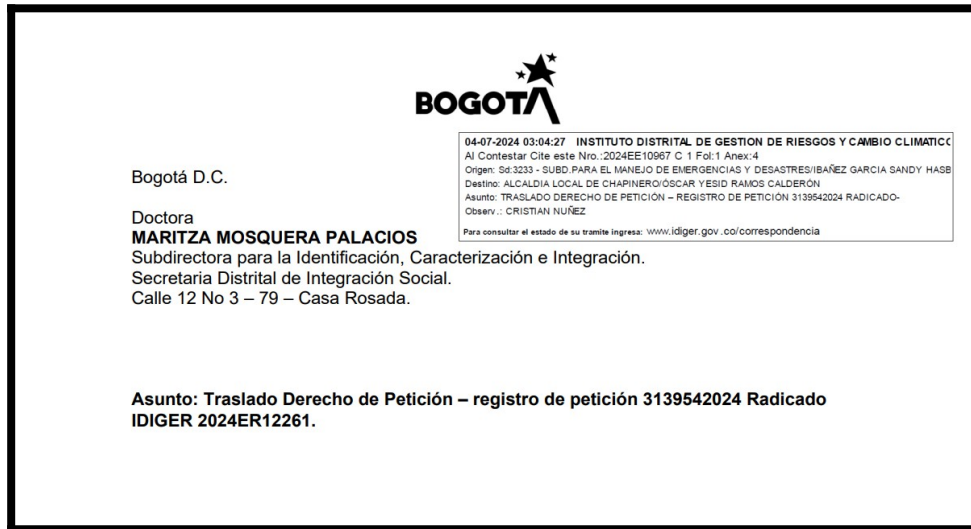 BOGOTÁ
04-07-2024 03:04:27 INSTITUTO DISTRITAL DE GESTION DE RIESGOS Y CAMBIO CLIMATICO
Al Contestar Cite este Nro.:2024EE10967 C 1 Fol:1 Anex:4
Origen: Sd:3233 - SUBD.PARA EL MANEJO DE EMERGENCIAS Y DESASTRES/IBAÑEZ GARCIA SANDY HASB
Destino: ALCALDIA LOCAL DE CHAPINERO/ÓSCAR YESID RAMOS CALDERÓN
Asunto: TRASLADO DERECHO DE PETICIÓN – REGISTRO DE PETICIÓN 3139542024 RADICADO-
Observ.: CRISTIAN NUÑEZ
Para consultar el estado de su tramite ingresa: www.idiger.gov.co/correspondencia
Bogotá D.C.
Doctora
MARITZA MOSQUERA PALACIOS
Subdirectora para la Identificación, Caracterización e Integración.
Secretaria Distrital de Integración Social.
Calle 12 No 3 – 79 – Casa Rosada.
Asunto: Traslado Derecho de Petición – registro de petición 3139542024 Radicado
IDIGER 2024ER12261.